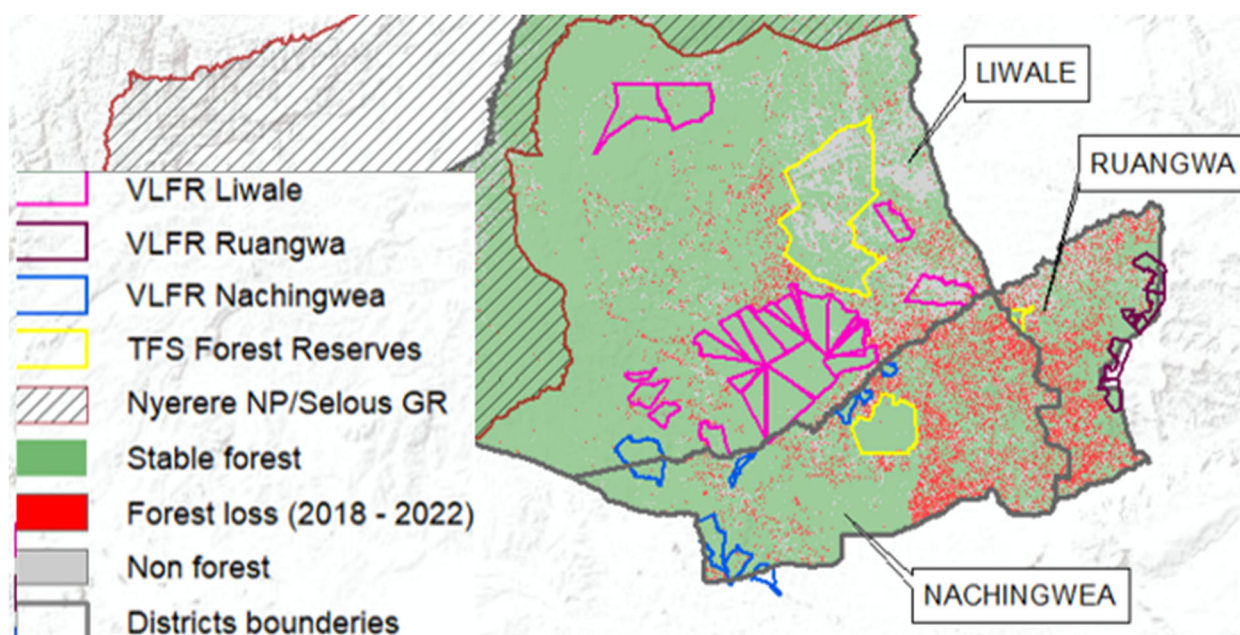 LIWALE
RUANGWA
VLFR Liwale
VLFR Ruangwa
VLFR Nachingwea
TFS Forest Reserves
Nyerere NP/Selous GR
Stable forest
Forest loss (2018 - 2022)
Non forest
Districts bounderies
NACHINGWEA